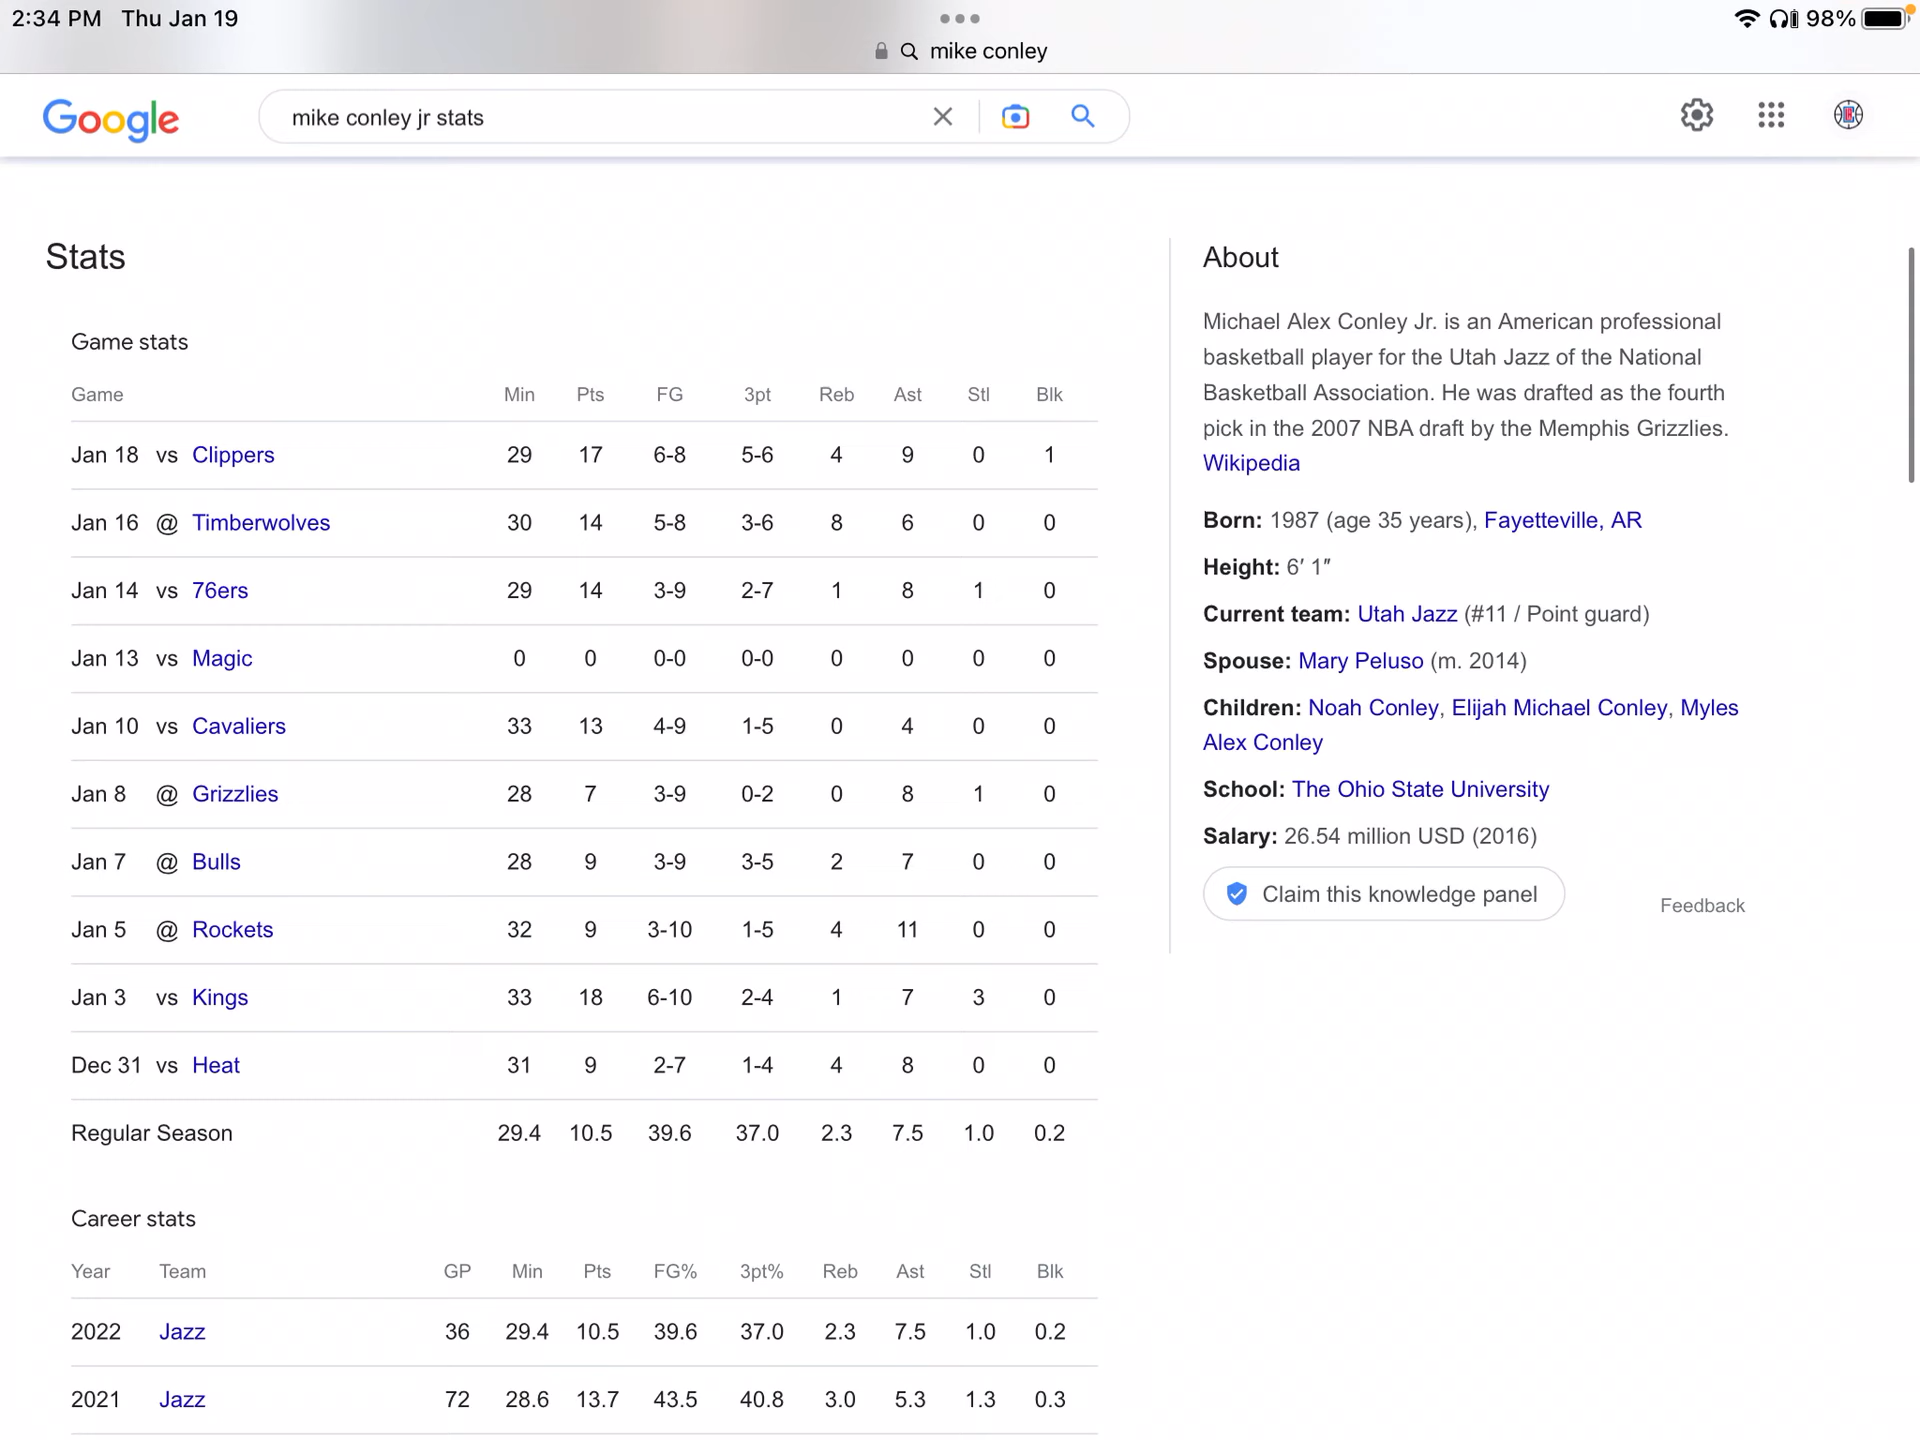 2:34 PM Thu Jan 19
98%
mike conley
Google
mike conley jr stats
Stats
Game stats
Game Min Pts FG 3pt Reb Ast Stl Blk
Jan 18 vs Clippers 29 17 6-8 5-6 4 9 0 1
Jan 16 @ Timberwolves 30 14 5-8 3-6 8 6 0 0
Jan 14 vs 76ers 29 14 3-9 2-7 1 8 1 0
Jan 13 vs Magic 0 0 0-0 0-0 0 0 0 0
Jan 10 vs Cavaliers 33 13 4-9 1-5 0 4 0 0
Jan 8 @ Grizzlies 28 7 3-9 0-2 0 8 1 0
Jan 7 @ Bulls 28 9 3-9 3-5 2 7 0 0
Jan 5 @ Rockets 32 9 3-10 1-5 4 11 0 0
Jan 3 vs Kings 33 18 6-10 2-4 1 7 3 0
Dec 31 vs Heat 31 9 2-7 1-4 4 8 0 0
Regular Season 29.4 10.5 39.6 37.0 2.3 7.5 1.0 0.2
Career stats
Year Team GP Min Pts FG% 3pt% Reb Ast Stl Blk
2022 Jazz 36 29.4 10.5 39.6 37.0 2.3 7.5 1.0 0.2
2021 Jazz 72 28.6 13.7 43.5 40.8 3.0 5.3 1.3 0.3
About
Michael Alex Conley Jr. is an American professional
basketball player for the Utah Jazz of the National
Basketball Association. He was drafted as the fourth
pick in the 2007 NBA draft by the Memphis Grizzlies.
Wikipedia
Born: 1987 (age 35 years), Fayetteville, AR
Height: 6′ 1″
Current team: Utah Jazz (#11 / Point guard)
Spouse: Mary Peluso (m. 2014)
Children: Noah Conley, Elijah Michael Conley, Myles
Alex Conley
School: The Ohio State University
Salary: 26.54 million USD (2016)
Claim this knowledge panel
Feedback